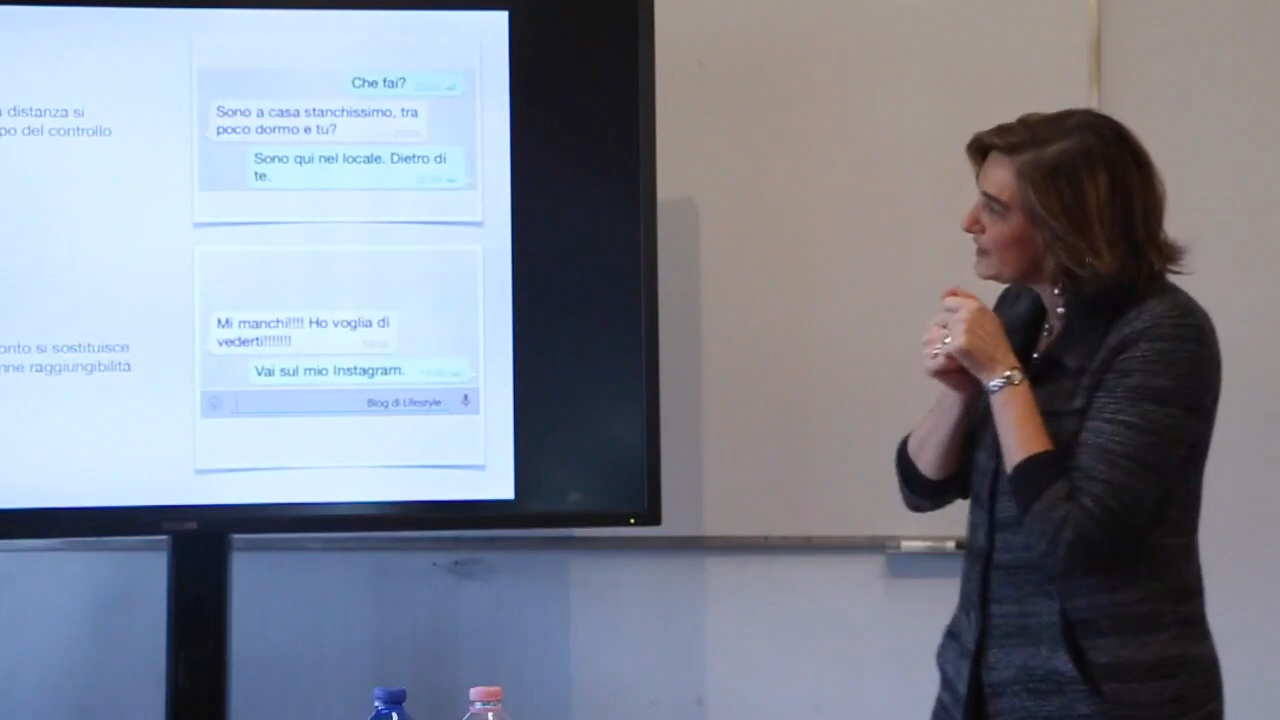 distanza si
po del controllo
Che fai?
Sono a casa stanchissimo, tra
poco dormo e tu?
Sono qui nel locale. Dietro di
te.
onto si sostituisce
nne raggiungibilità
Mi manchi!!!! Ho voglia di
vederti!!!!!!!
Vai sul mio Instagram.
Blog di Lifestyle